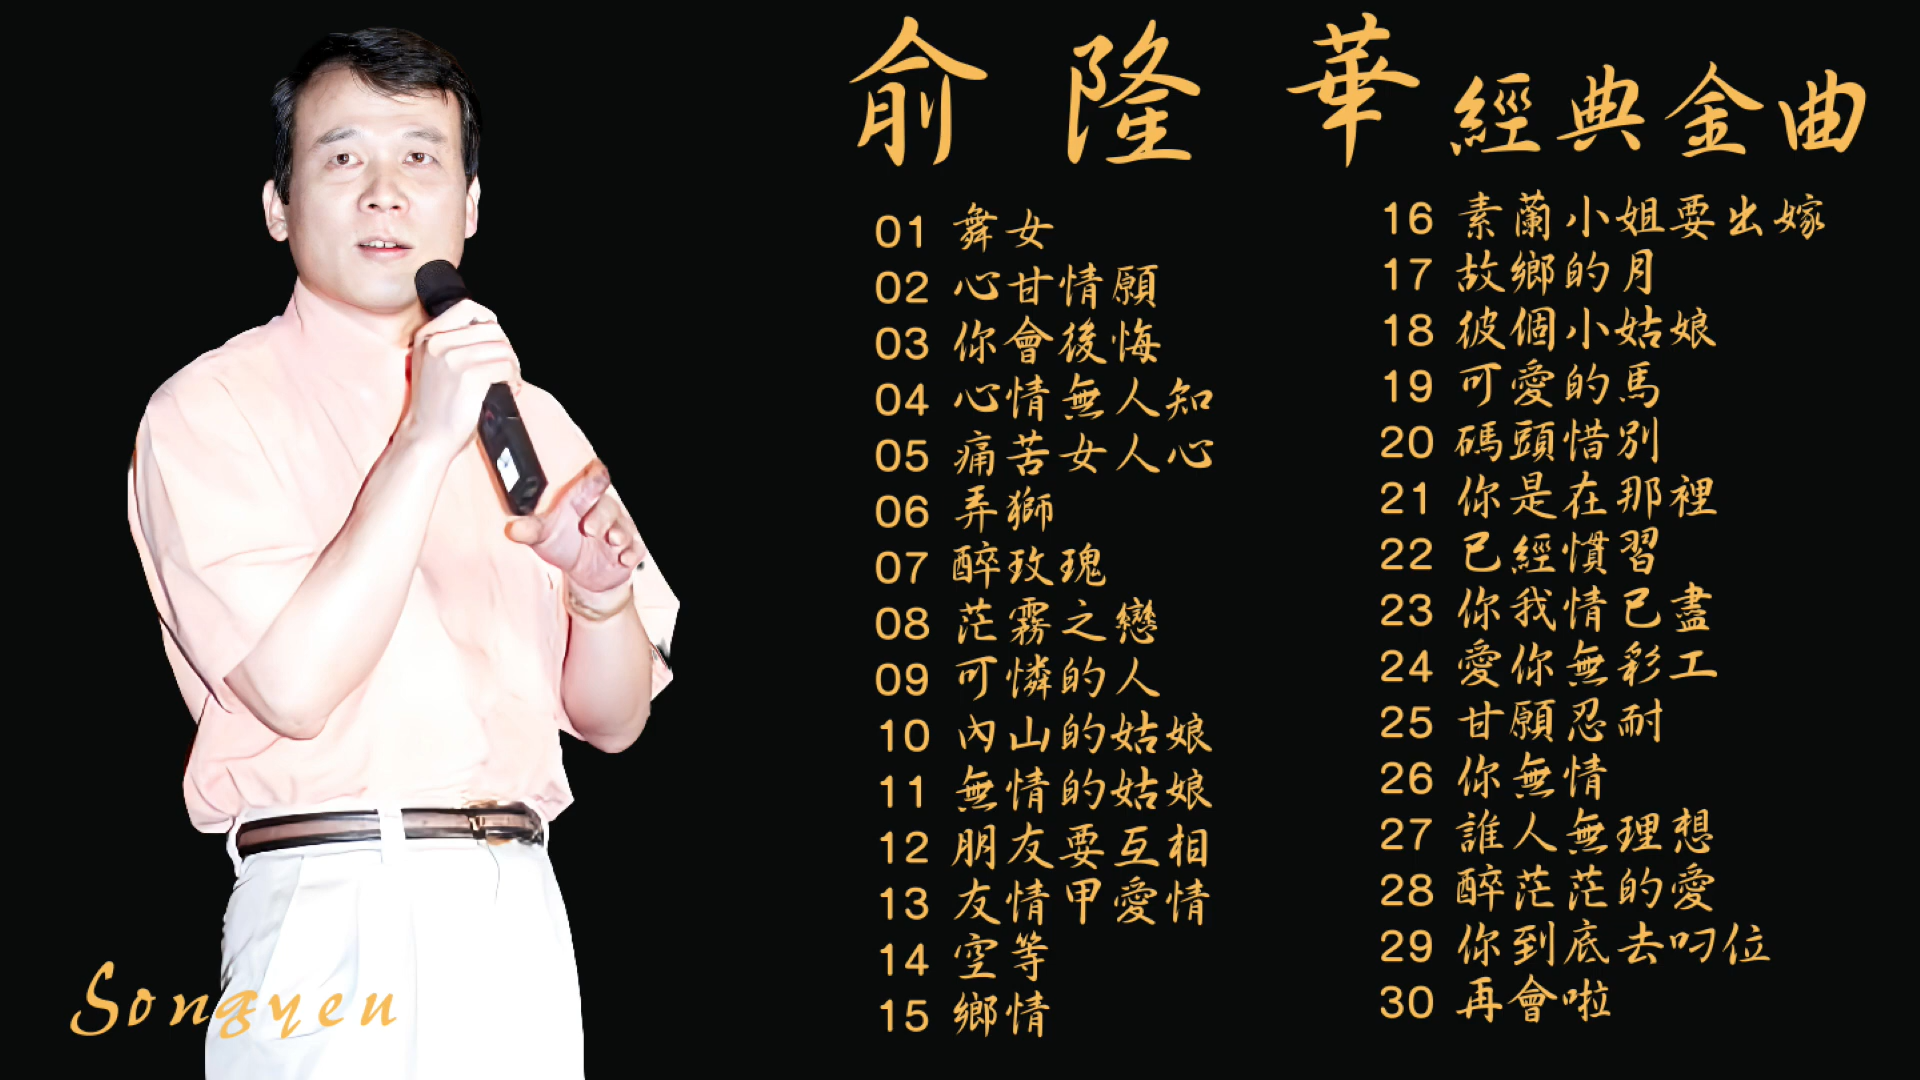 俞隆華經典金曲
01 舞女
02 心甘情願
03 你會後悔
04 心情無人知
05 痛苦女人心
06 弄獅
07 醉玫瑰
08 茫霧之戀
09 可憐的人
10 內山的姑娘
11 無情的姑娘
12 朋友要互相
13 友情甲愛情
14 空等
15 鄉情
16 素蘭小姐要出嫁
17 故鄉的月
18 彼個小姑娘
19 可愛的馬
20 碼頭惜別
21 你是在那裡
22 已經慣習
23 你我情已盡
24 愛你無彩工
25 甘願忍耐
26 你無情
27 誰人無理想
28 醉茫茫的愛
29 你到底去叼位
30 再會啦
Songyen